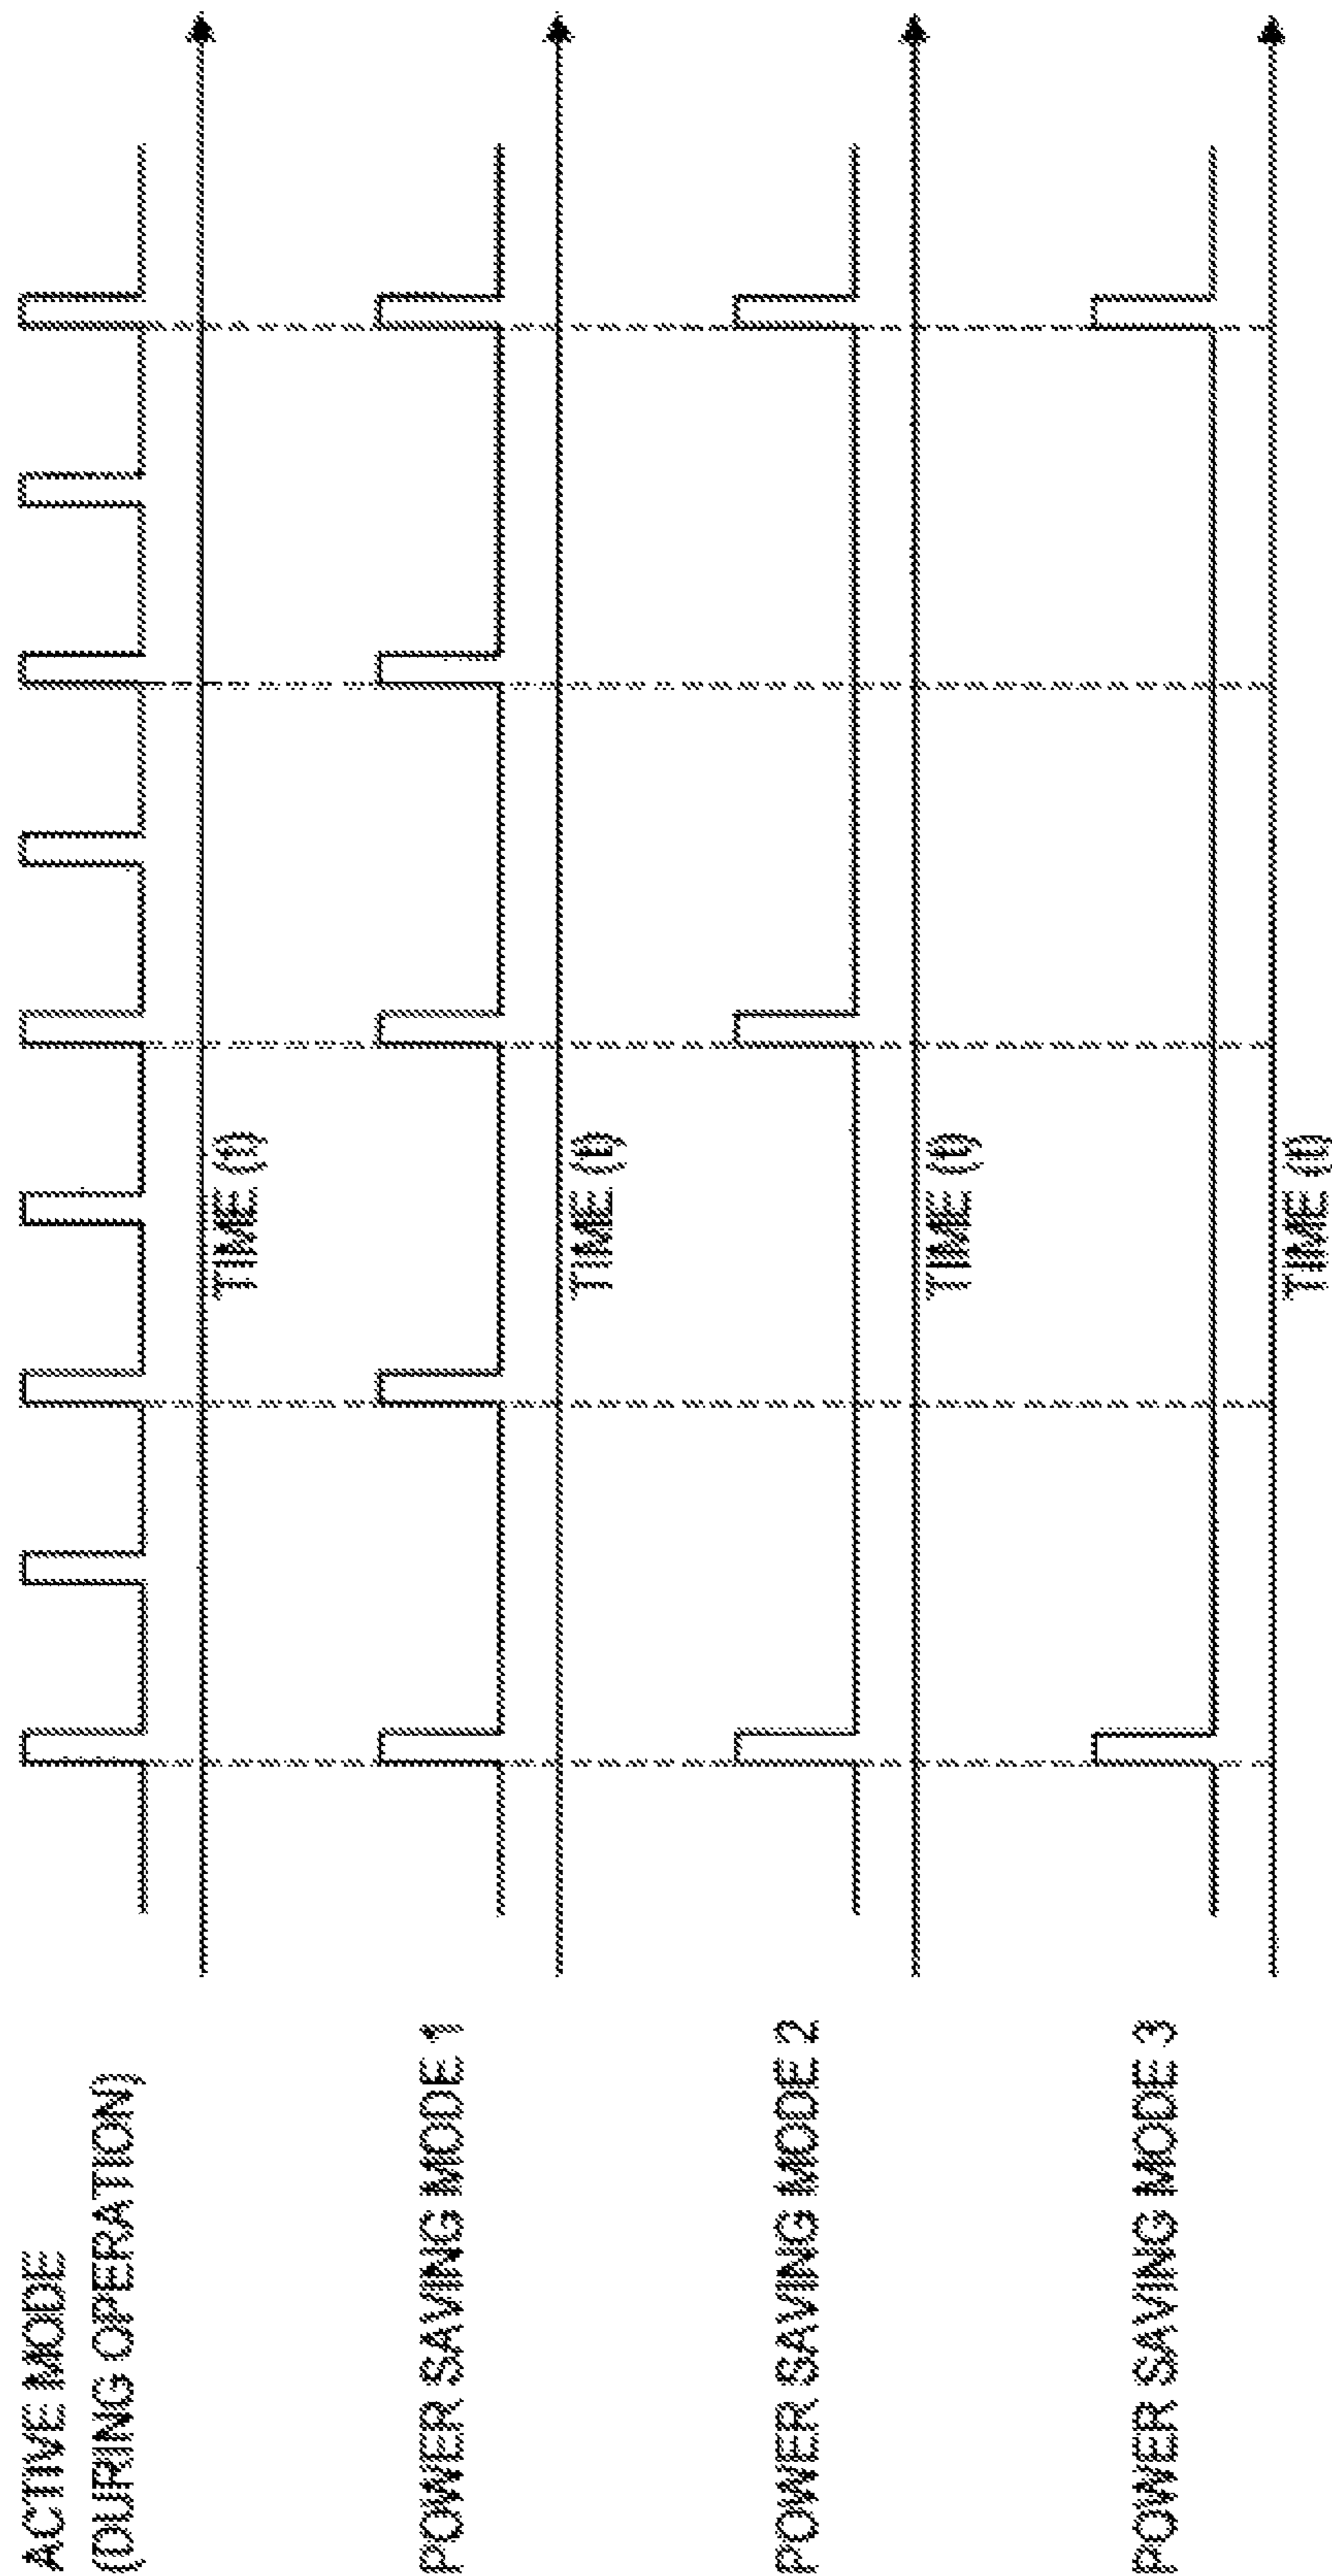 ACTIVE MODE
(DURING OPERATION)
TIME (t)
POWER SAVING MODE 1
TIME (t)
POWER SAVING MODE 2
TIME (t)
POWER SAVING MODE 3
TIME (t)